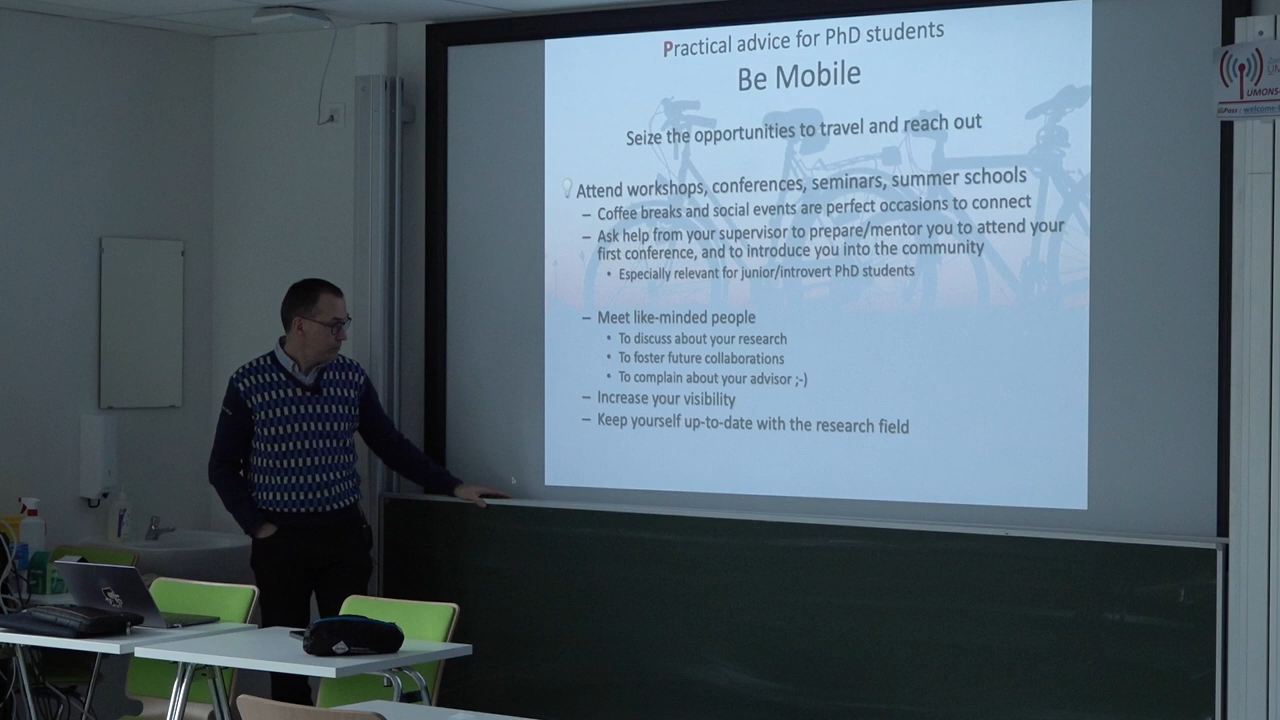 Practical advice for PhD students
Be Mobile
Seize the opportunities to travel and reach out
Attend workshops, conferences, seminars, summer schools
– Coffee breaks and social events are perfect occasions to connect
– Ask help from your supervisor to prepare/mentor you to attend your
first conference, and to introduce you into the community
• Especially relevant for junior/introvert PhD students
– Meet like-minded people
• To discuss about your research
• To foster future collaborations
• To complain about your advisor ;-)
– Increase your visibility
– Keep yourself up-to-date with the research field
UMONS